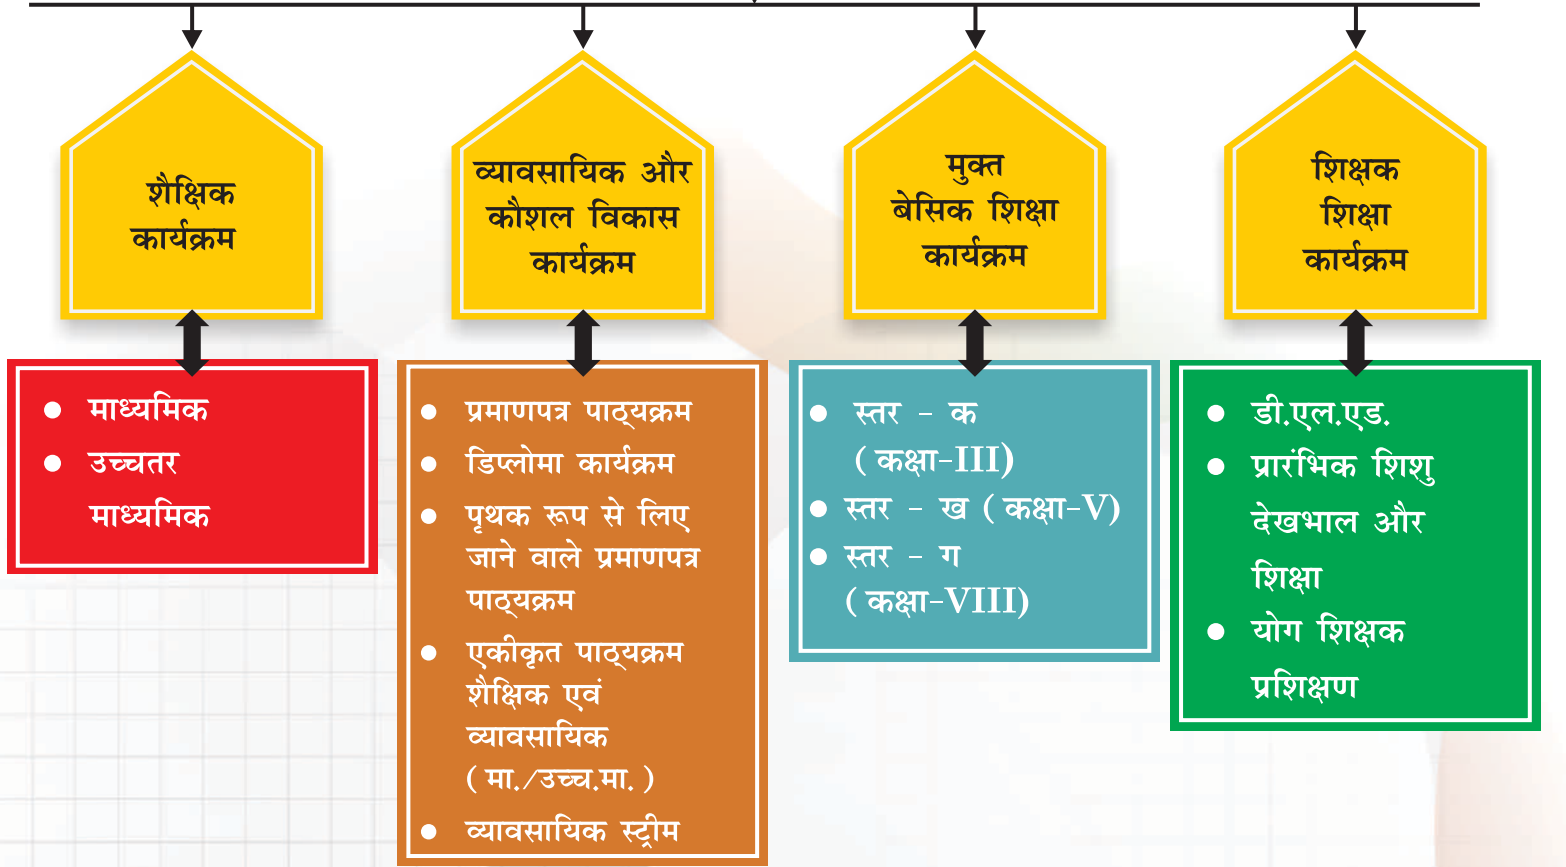 शैक्षिक
कार्यक्रम
व्यावसायिक और
कौशल विकास
कार्यक्रम
मुक्त
बेसिक शिक्षा
कार्यक्रम
शिक्षक
शिक्षा
कार्यक्रम
● माध्यमिक
● उच्चतर
माध्यमिक
● प्रमाणपत्र पाठ्यक्रम
● डिप्लोमा कार्यक्रम
● पृथक रूप से लिए
जाने वाले प्रमाणपत्र
पाठ्यक्रम
● एकीकृत पाठ्यक्रम
शैक्षिक एवं
व्यावसायिक
(मा./उच्च.मा.)
● व्यावसायिक स्ट्रीम
● स्तर - क
(कक्षा-III)
● स्तर - ख (कक्षा-V)
● स्तर - ग
(कक्षा-VIII)
● डी.एल.एड.
● प्रारंभिक शिशु
देखभाल और
शिक्षा
● योग शिक्षक
प्रशिक्षण